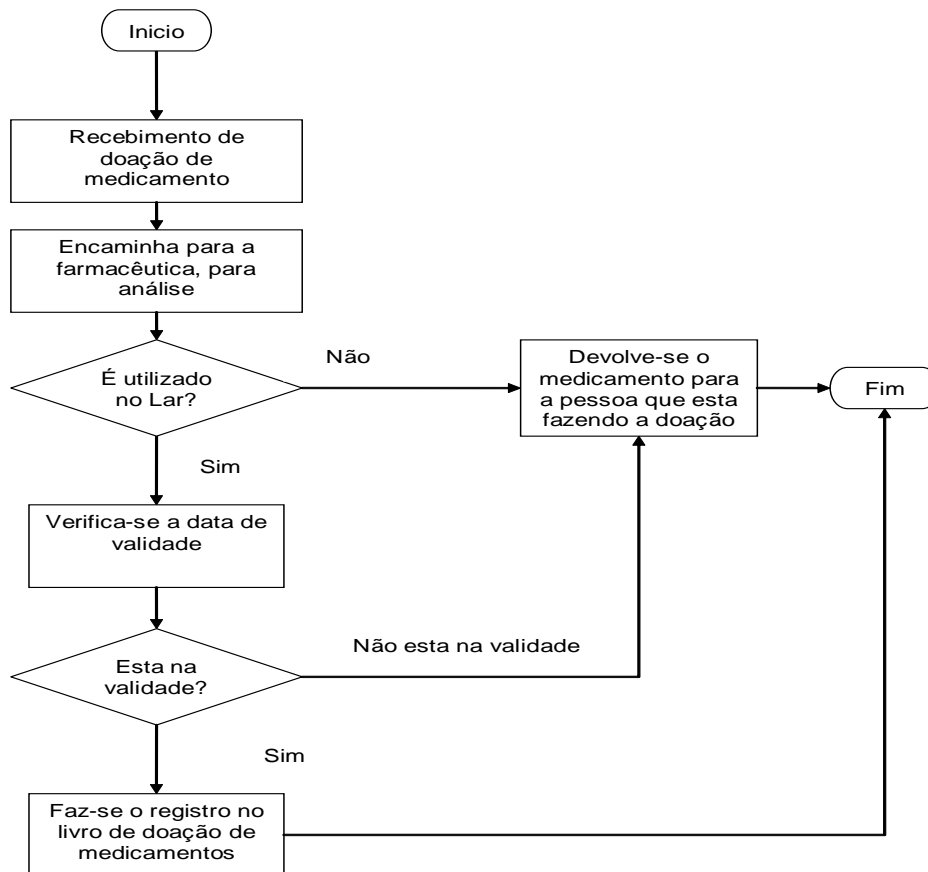 Inicio
Recebimento de
doação de
medicamento
Encaminha para a
farmacêutica, para
análise
É utilizado
no Lar?
Não
Devolve-se o
medicamento para
a pessoa que esta
fazendo a doação
Fim
Sim
Verifica-se a data de
validade
Esta na
validade?
Não esta na validade
Sim
Faz-se o registro no
livro de doação de
medicamentos